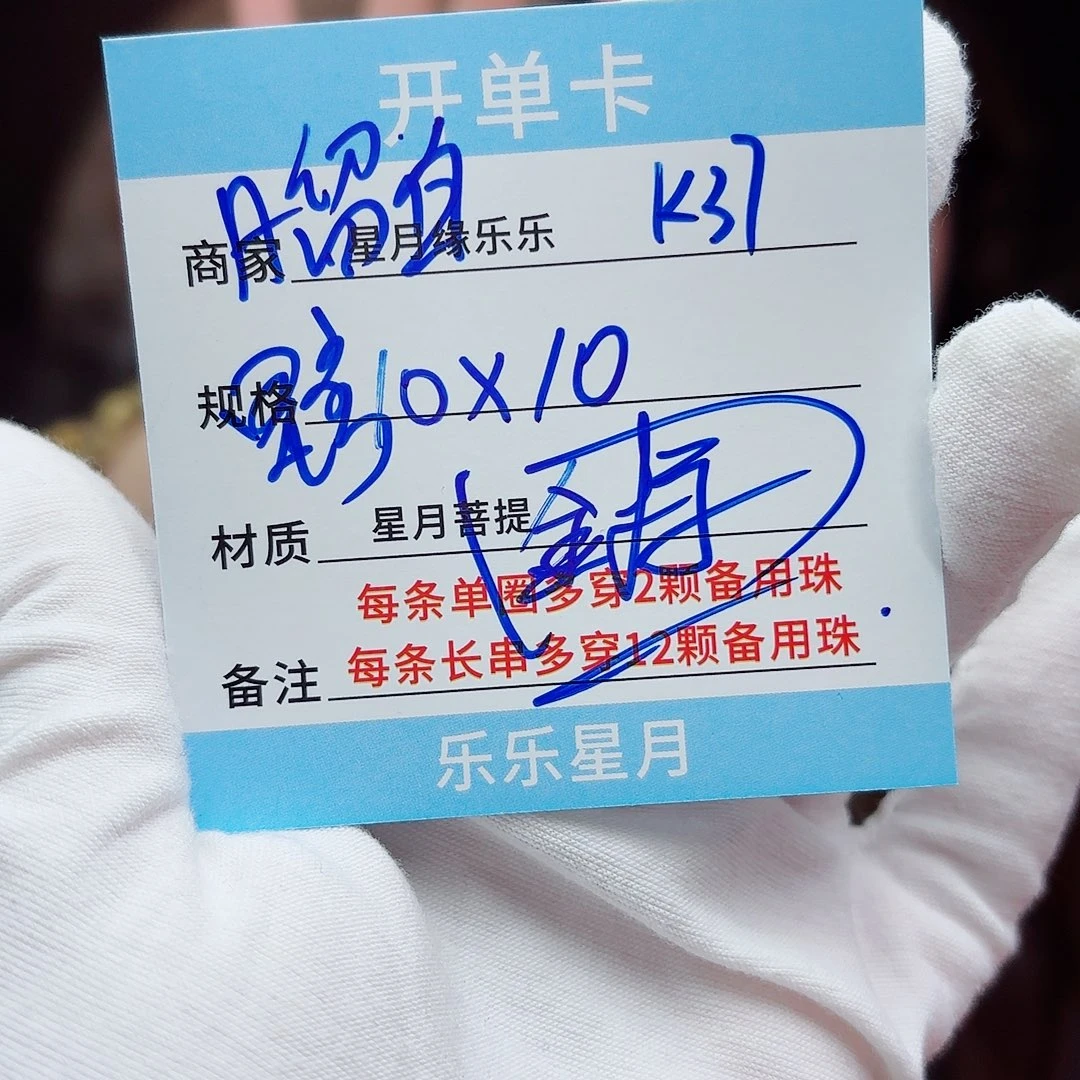 开单卡
留白 K37
商家 星月缘乐乐
规格 10X10
材质 星月菩提
每条单圈多穿2颗备用珠
备注 每条长串多穿12颗备用珠
乐乐星月